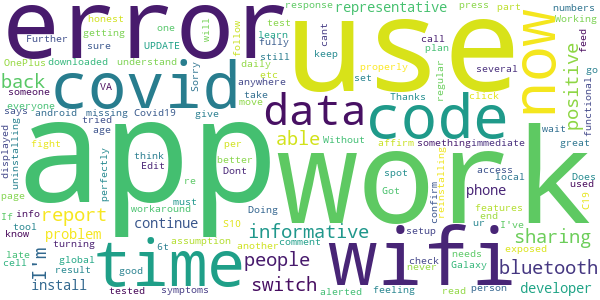 error
use
now
honest
numbers
Further
sure
getting
test
press
part
representative
Working
response
one
will
learn
call
properly
follow
UPDATE
fully
plan
OnePlus
downloaded
understand
daily
still
cant
keep
several
feed
functional
go
back
someone
everyone
VA
Sorry
etc
set
regular
click
positive
covid
anywhere
take
Thanks
data
code
says
android
missing
Covid19
give
move
Without
affirm
somethingimmediate
wait
great
uninstalling
displayed
tried
age
able
app
work
fight
perfectly
think
better
per
Edit
Dont
re
spot
Got
phone
confirm
reinstalling
access
local
Does
used
page
workaround
must
report
informative
sharing
If
info
tool
know
problem
continue
S10
Doing
setup
C19
features
end
I've
exposed
late
cell
turning
6t
assumption
another
comment
I'm
time
people
wifi
ur
bluetooth
global
result
good
switch
check
never
needs
Galaxy
install
tested
symptoms
alerted
feeling
read
person
developer